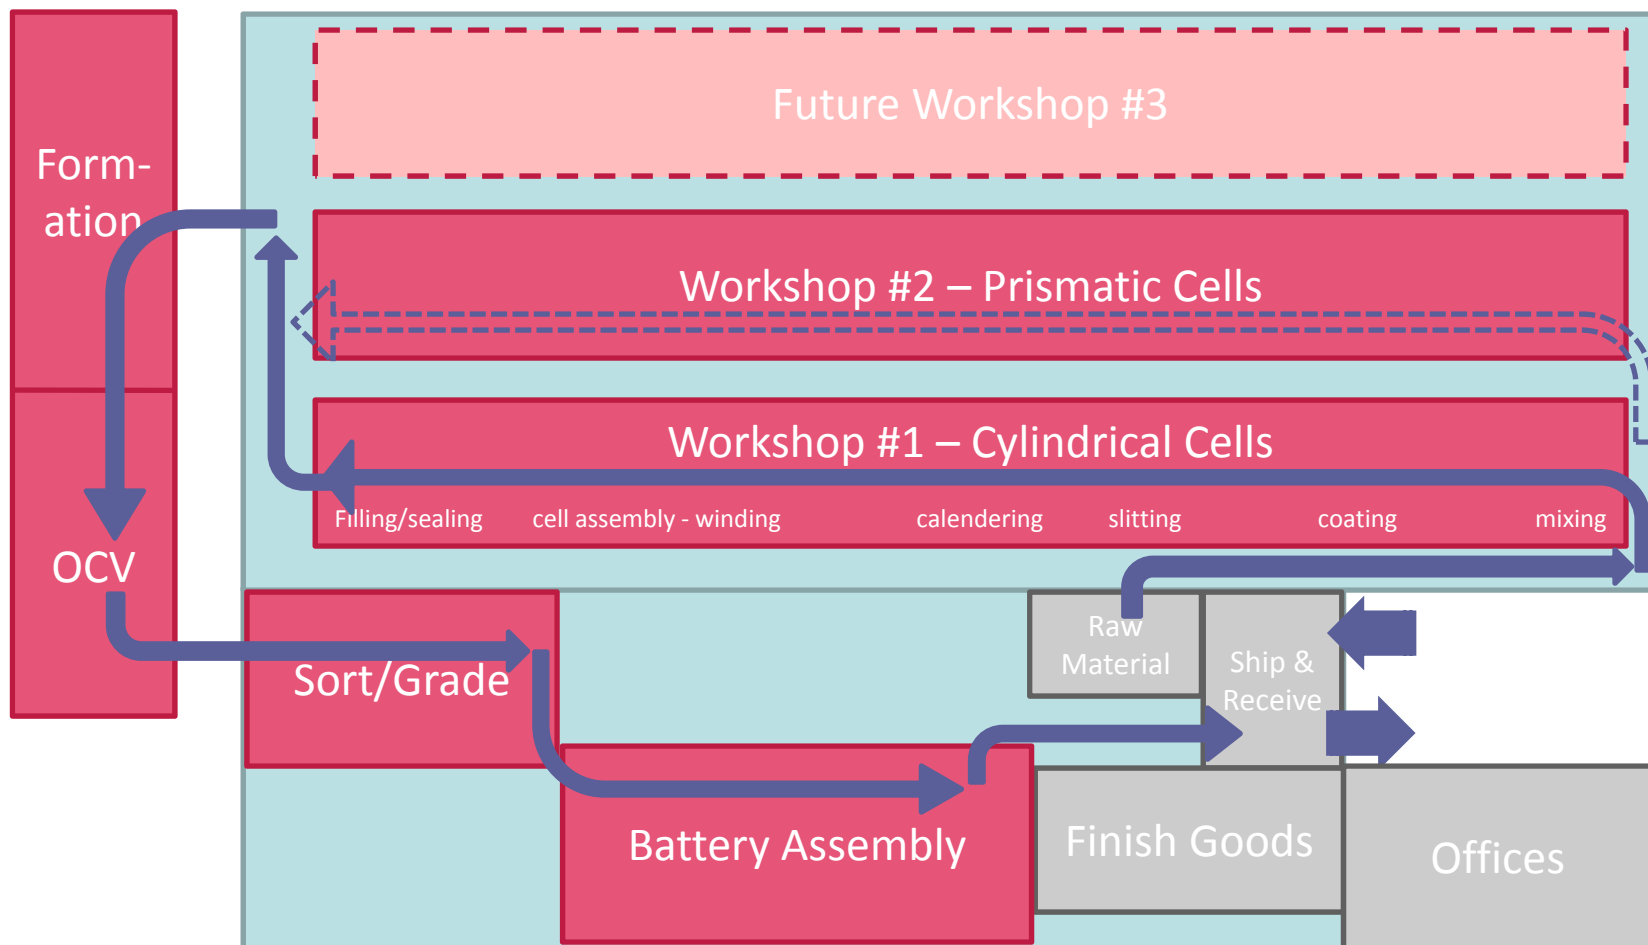 Future Workshop #3
Form-
ation
Workshop #2 – Prismatic Cells
Workshop #1 – Cylindrical Cells
Filling/sealing
cell assembly - winding
calendering
slitting
coating
mixing
OCV
Raw
Material
Ship &
Receive
Sort/Grade
Battery Assembly
Finish Goods
Offices